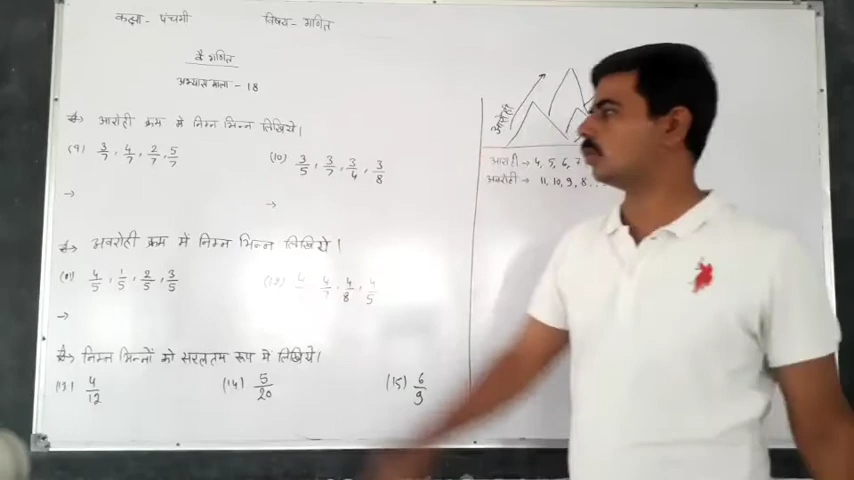 कक्षा - पंचमी विषय - गणित
वै गणित
अभ्यास माला - 18
आरोही क्रम में निम्न भिन्न लिखिये।
(9) 3/7, 4/7, 2/7, 5/7 (10) 3/5, 3/7, 3/4, 3/8
→ →
अवरोही क्रम में निम्न भिन्न लिखिये।
4/5, 1/5, 2/5, 3/5 4 4/7, 4/8, 4/5
→
निम्न भिन्नों को सरलतम रूप में लिखिये।
(13) 4/12 (14) 5/20 (15) 6/9
आरोही
आरोही → 4, 5, 6, 7
अवरोही → 11, 10, 9, 8 . .